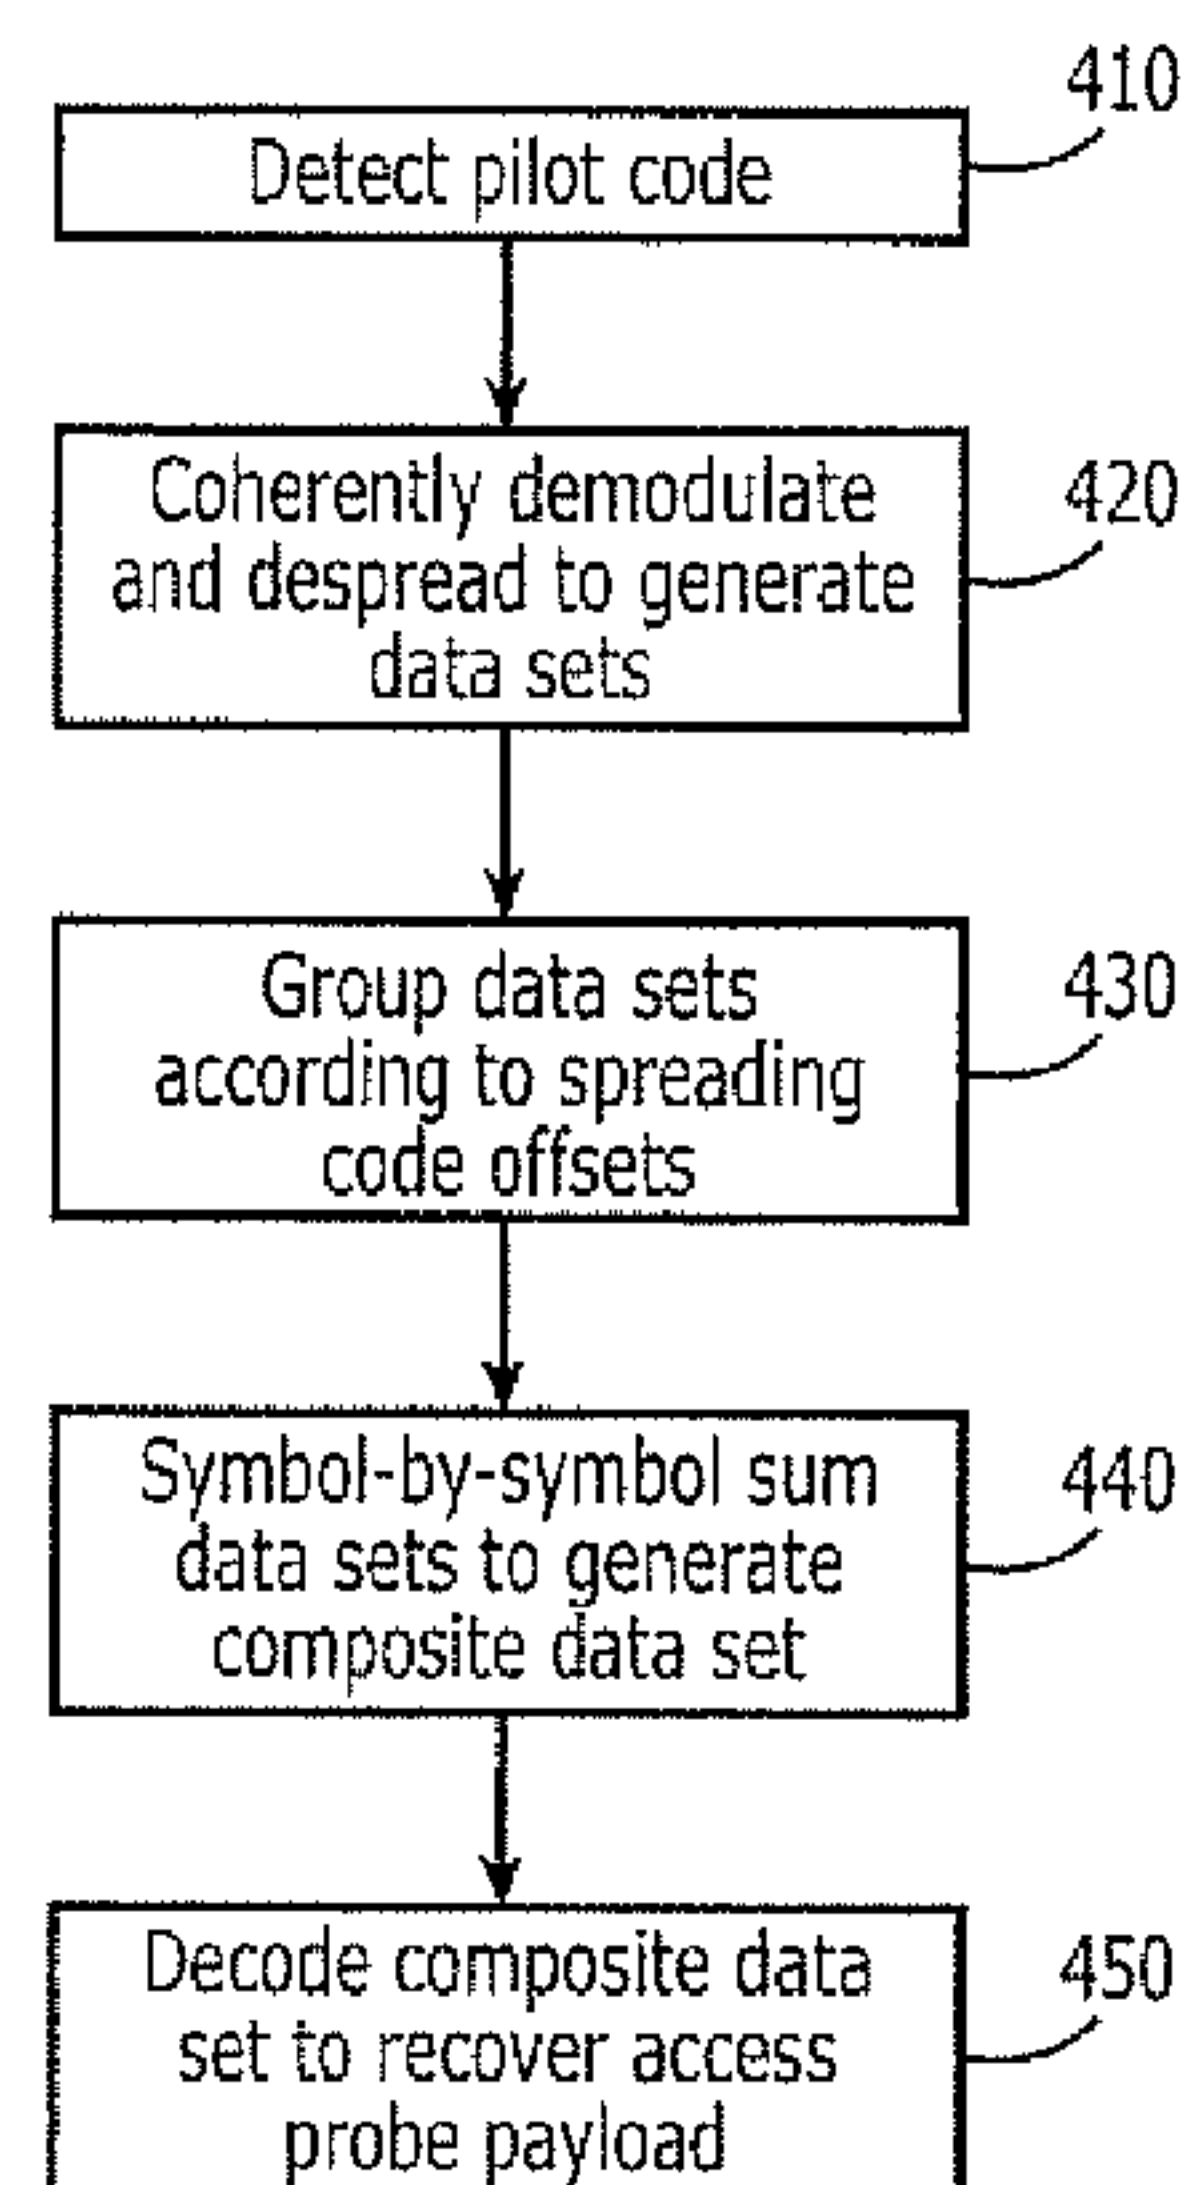 410
Detect pilot code
Coherently demodulate
and despread to generate
data sets
420
Group data sets
according to spreading
code offsets
430
Symbol-by-symbol sum
data sets to generate
composite data set
440
Decode composite data
set to recover access
probe payload
450